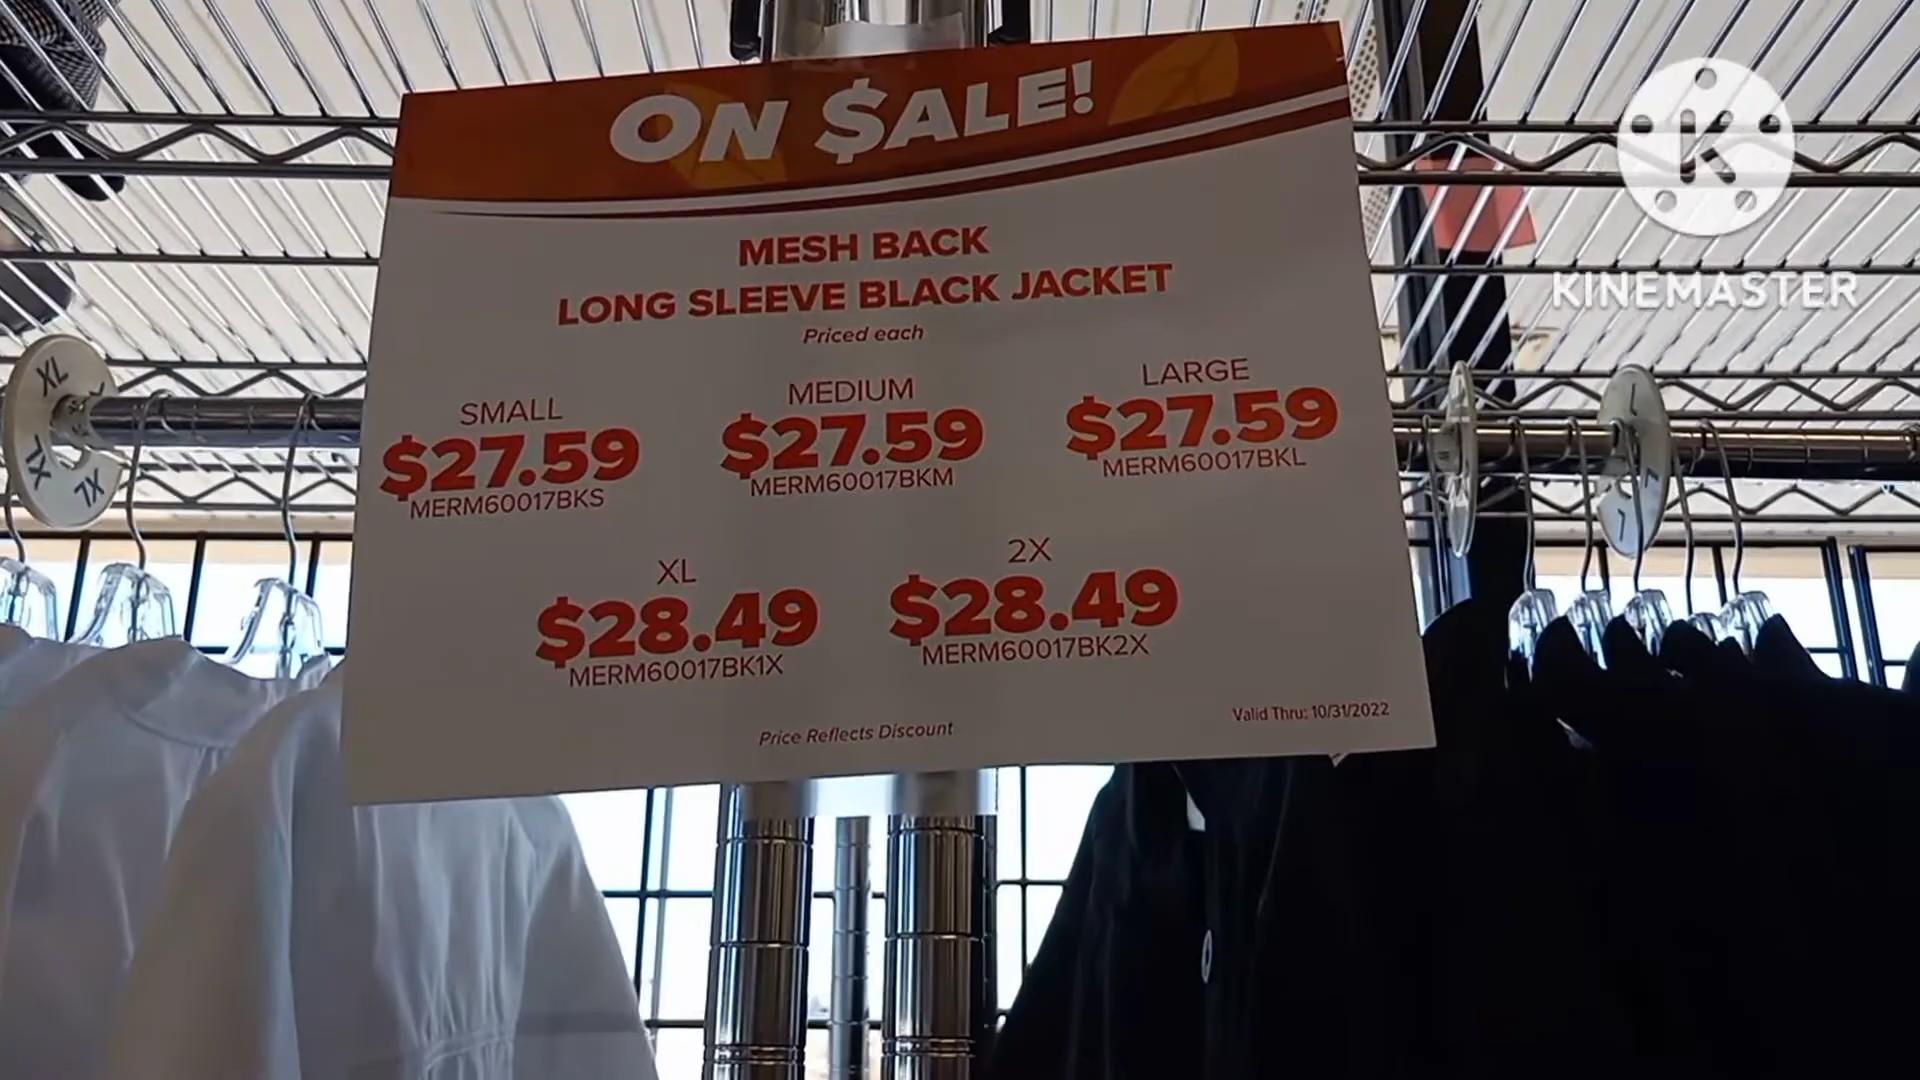 ON $ALE!
MESH BACK
LONG SLEEVE BLACK JACKET
Priced each
SMALL
$27.59
MERM60017BKS
MEDIUM
$27.59
MERM60017BKM
LARGE
$27.59
MERM60017BKL
XL
$28.49
MERM60017BK1X
2X
$28.49
MERM60017BK2X
Price Reflects Discount
Valid Thru: 10/31/2022
K
KINEMASTER
XL